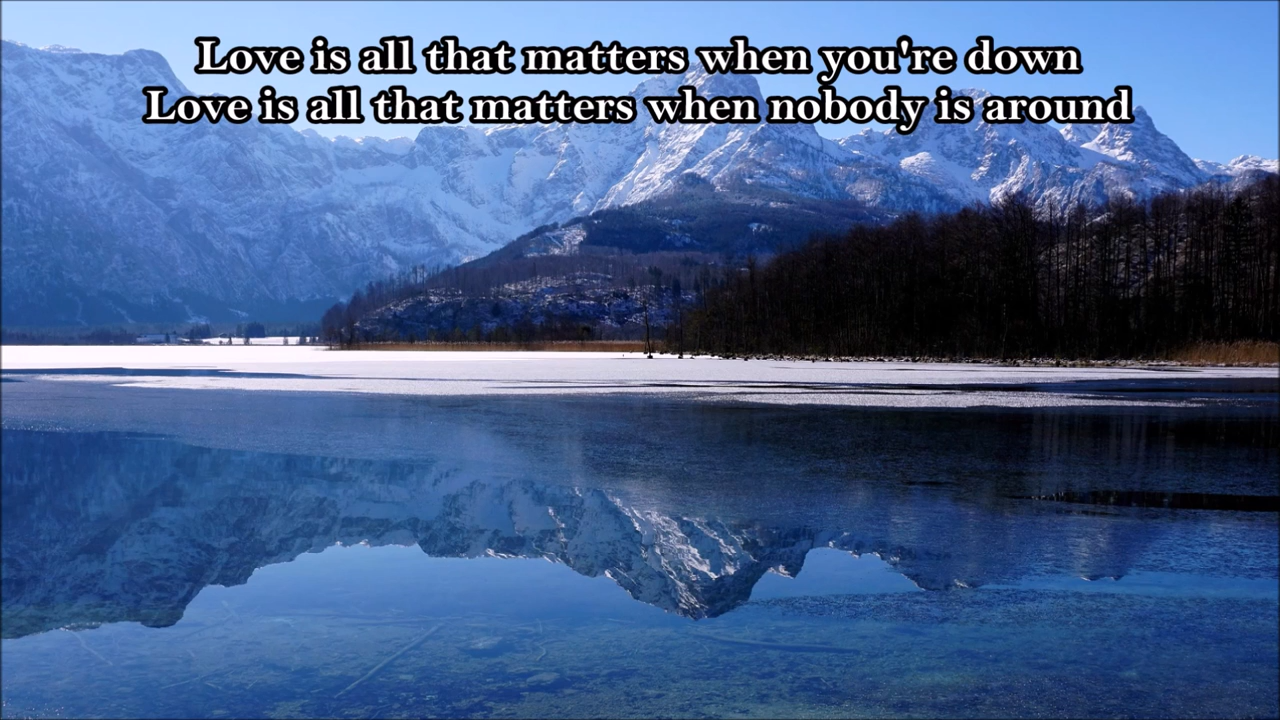 Love is all that matters when you're down
Love is all that matters when nobody is around